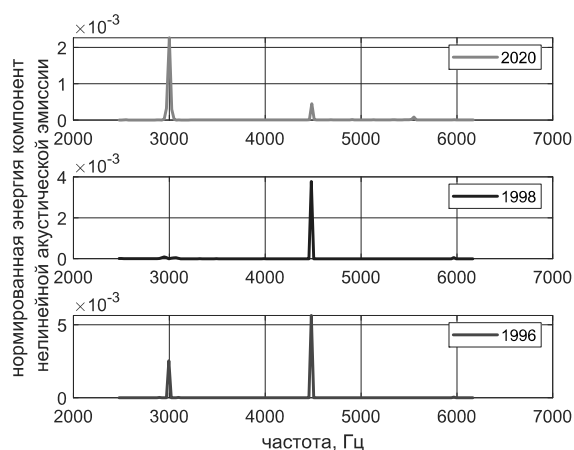 нормированная энергия компонент
нелинейной акустической эмиссии
×10⁻³
2
1
0
2000 3000 4000 5000 6000 7000
2020
×10⁻³
4
2
0
2000 3000 4000 5000 6000 7000
1998
×10⁻³
5
0
2000 3000 4000 5000 6000 7000
1996
частота, Гц